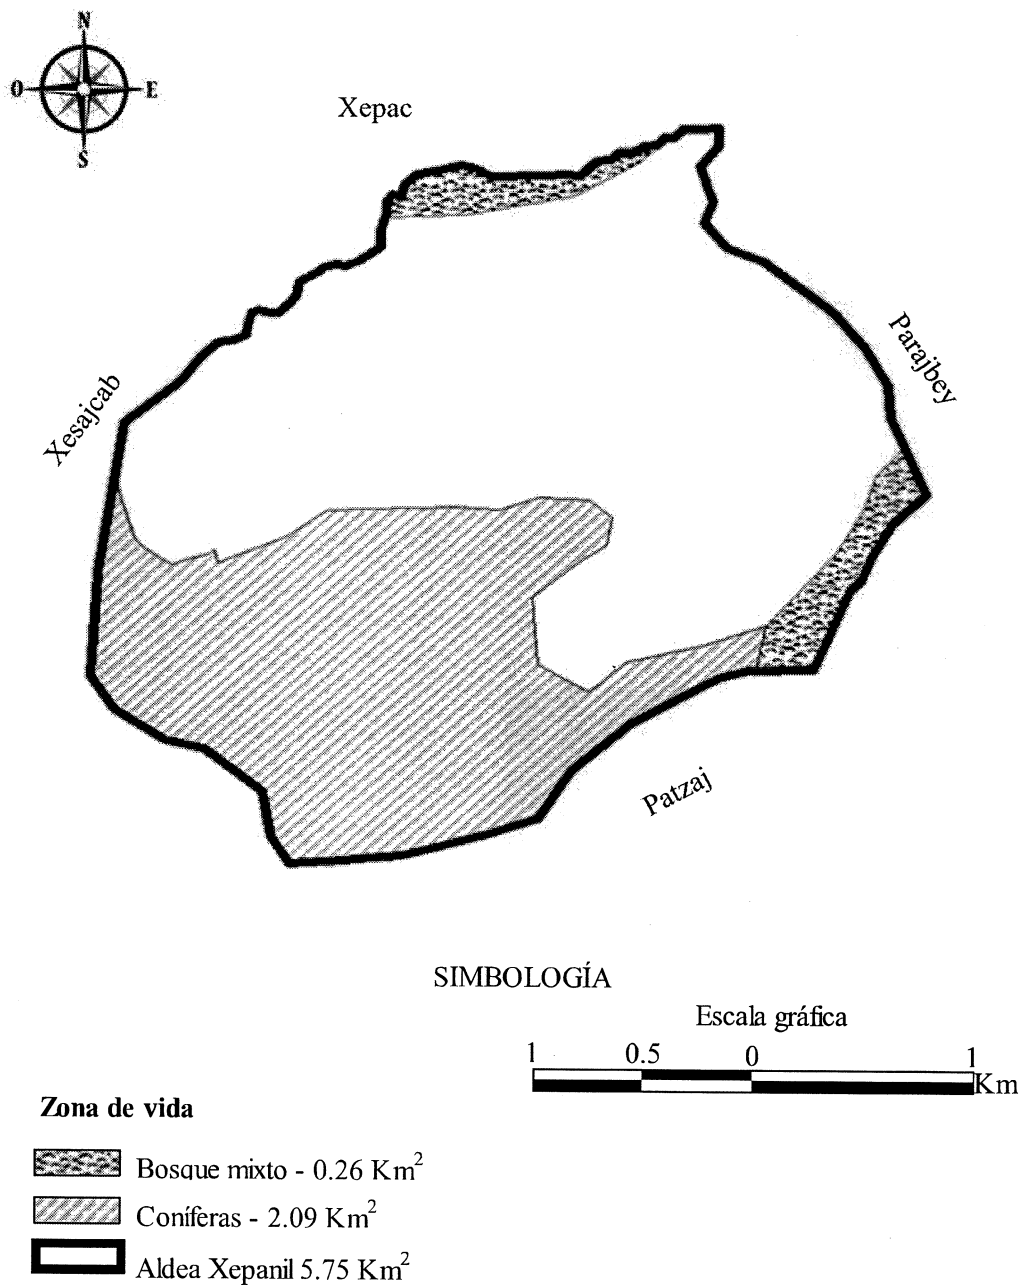 N
O E
S
Xepac
Parajbey
Xesajcab
Patzaj
SIMBOLOGÍA
Escala gráfica
1 0.5 0 1
Km
Zona de vida
Bosque mixto - 0.26 Km²
Coníferas - 2.09 Km²
Aldea Xepanil 5.75 Km²